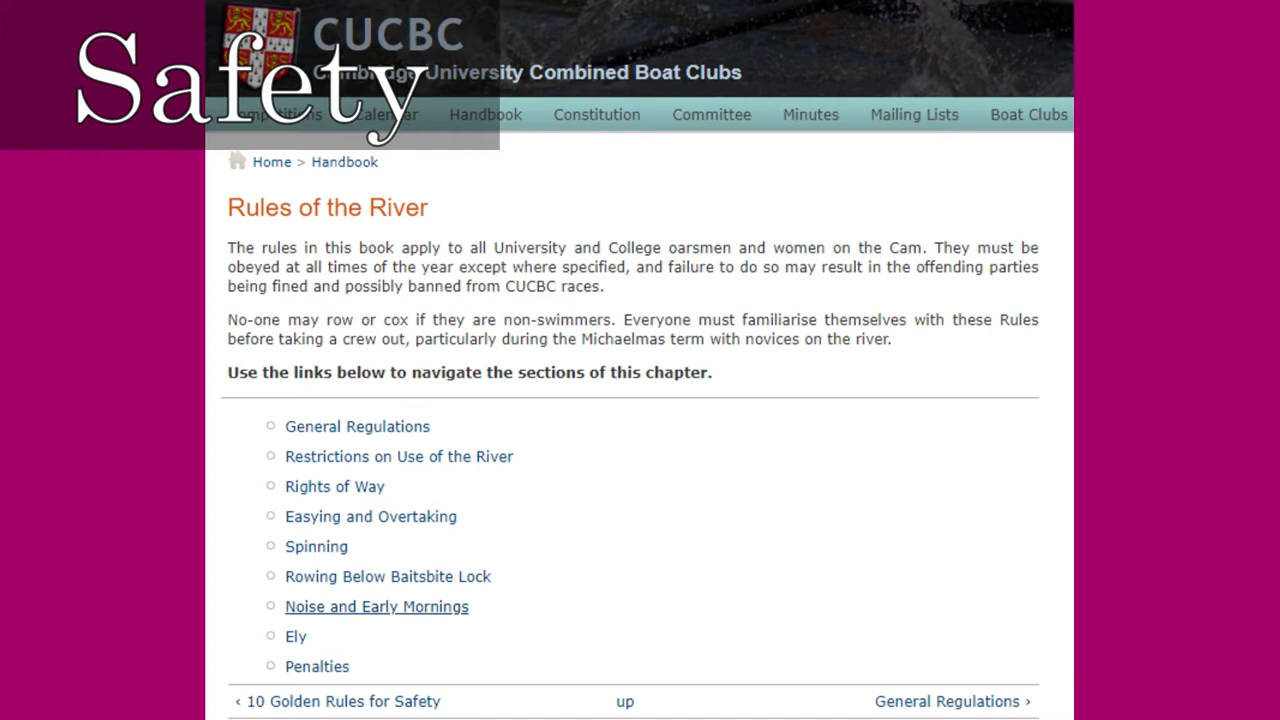 Safety
CUCBC
Cambridge University Combined Boat Clubs
Competitions Calendar Handbook Constitution Committee Minutes Mailing Lists Boat Clubs
Home > Handbook
Rules of the River
The rules in this book apply to all University and College oarsmen and women on the Cam. They must be
obeyed at all times of the year except where specified, and failure to do so may result in the offending parties
being fined and possibly banned from CUCBC races.
No-one may row or cox if they are non-swimmers. Everyone must familiarise themselves with these Rules
before taking a crew out, particularly during the Michaelmas term with novices on the river.
Use the links below to navigate the sections of this chapter.
General Regulations
Restrictions on Use of the River
Rights of Way
Easying and Overtaking
Spinning
Rowing Below Baitsbite Lock
Noise and Early Mornings
Ely
Penalties
‹ 10 Golden Rules for Safety up General Regulations ›